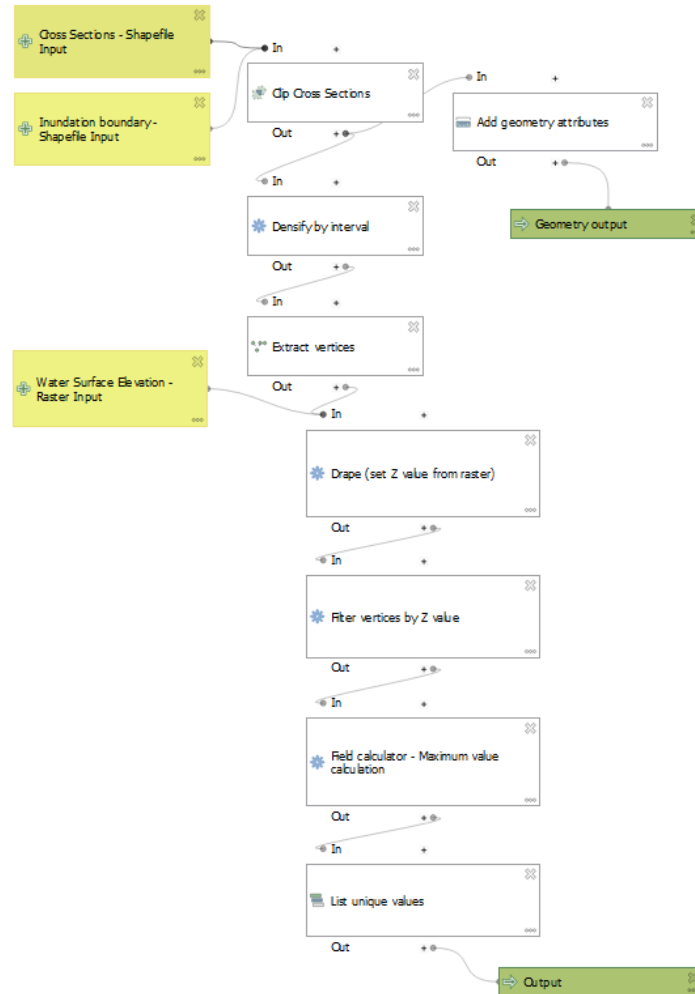 Cross Sections - Shapefile
Input
In
Clip Cross Sections
In
Inundation boundary-
Shapefile Input
Add geometry attributes
Out
Out
In
Densify by interval
Geometry output
Out
In
Extract vertices
Water Surface Elevation -
Raster Input
Out
In
Drape (set Z value from raster)
Out
In
Filter vertices by Z value
Out
In
Field calculator - Maximum value
calculation
Out
In
List unique values
Out
Output